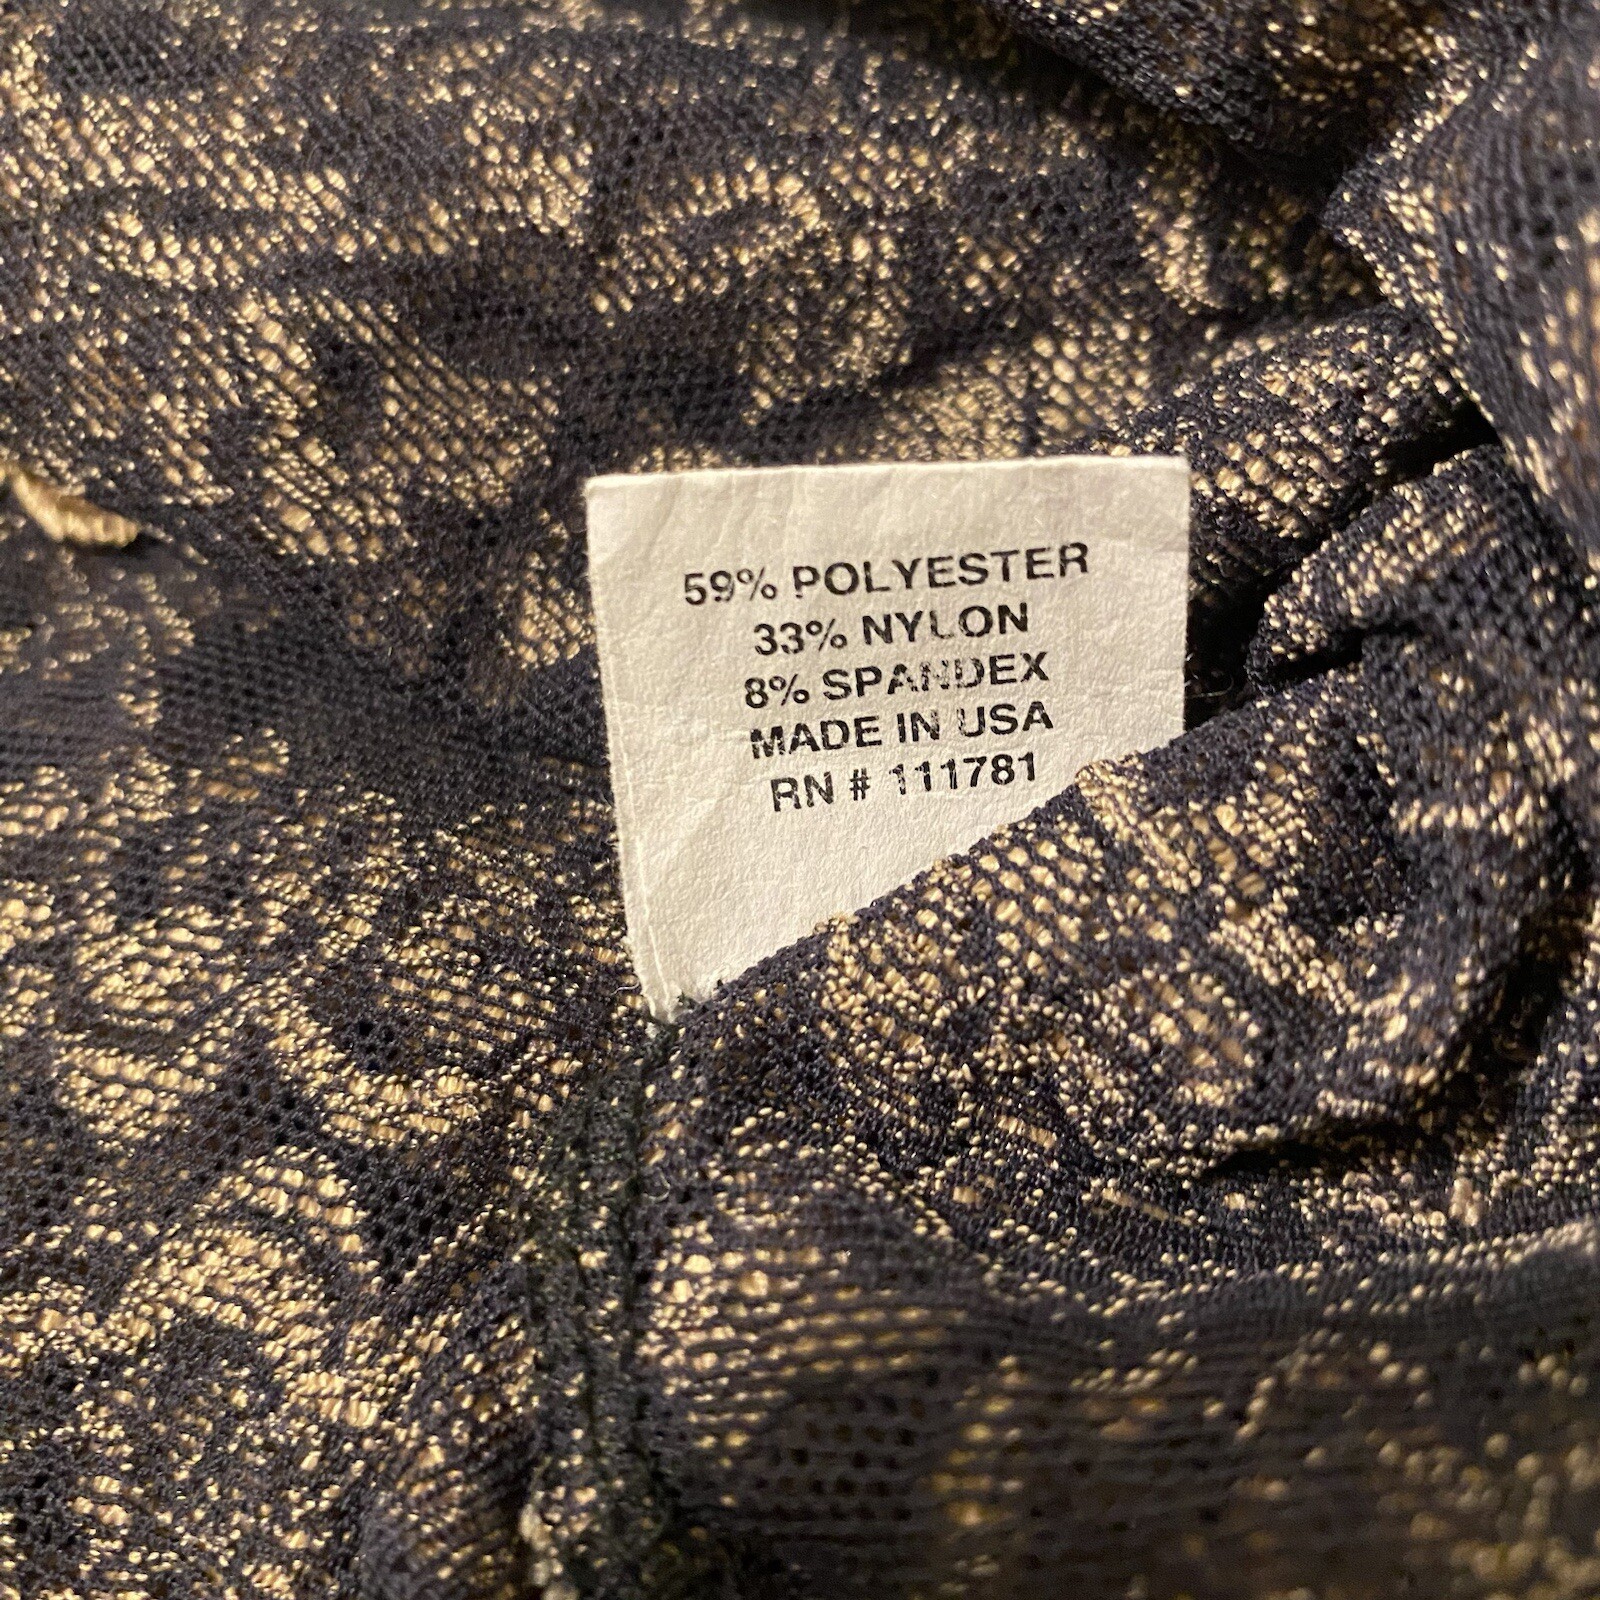 59% POLYESTER
33% NYLON
8% SPANDEX
MADE IN USA
RN # 111781